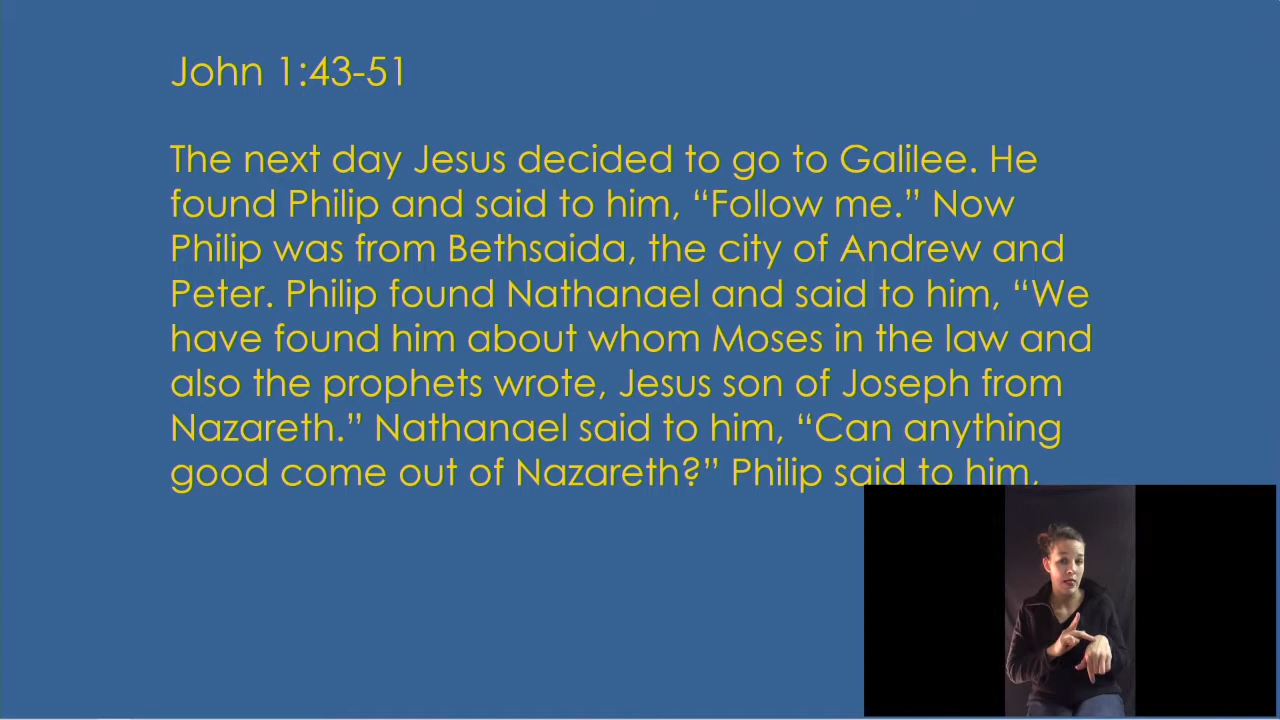 John 1:43-51
The next day Jesus decided to go to Galilee. He
found Philip and said to him, “Follow me.” Now
Philip was from Bethsaida, the city of Andrew and
Peter. Philip found Nathanael and said to him, “We
have found him about whom Moses in the law and
also the prophets wrote, Jesus son of Joseph from
Nazareth.” Nathanael said to him, “Can anything
good come out of Nazareth?” Philip said to him,